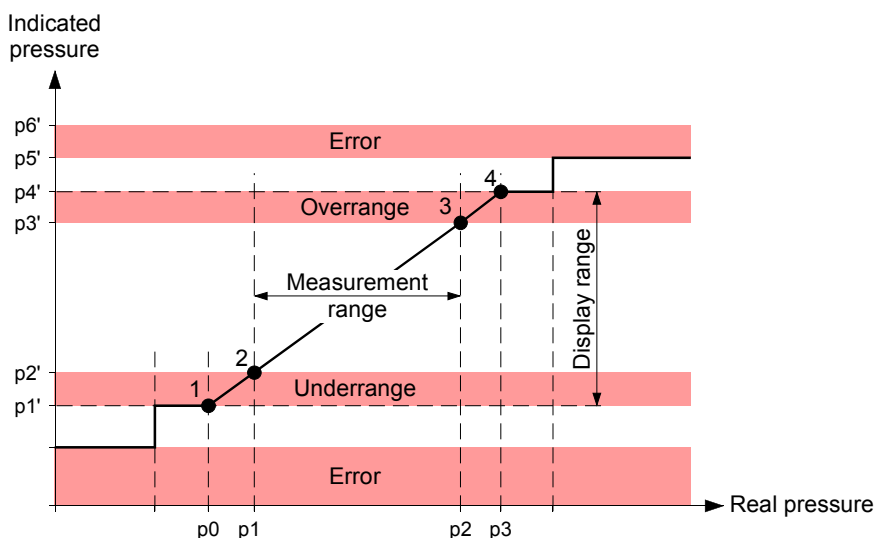 Indicated
pressure
p6'
Error
p5'
p4'
4
Overrange
3
p3'
Measurement
range
Display range
2
p2'
1
Underrange
p1'
Error
Real pressure
p0 p1 p2 p3